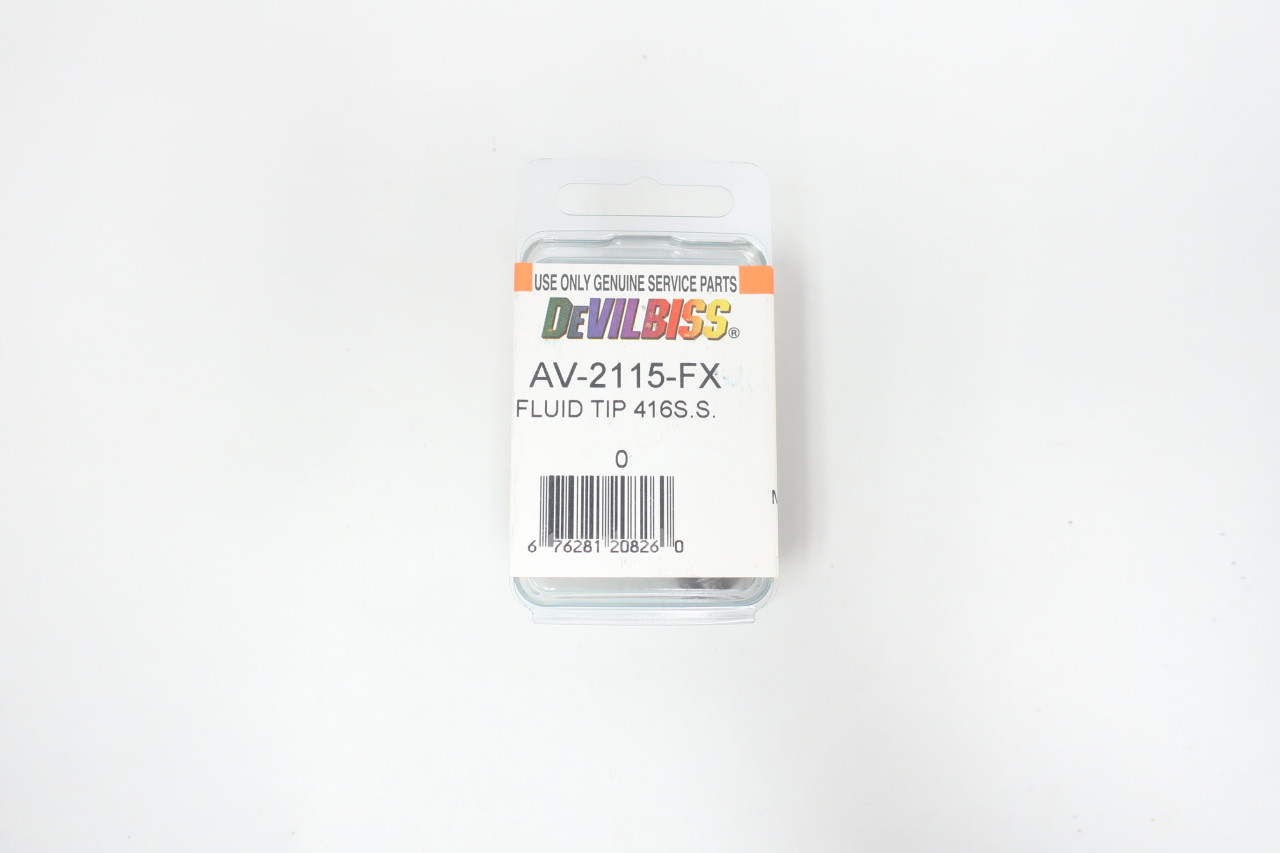 USE ONLY GENUINE SERVICE PARTS
DEVILBISS®
AV-2115-FX
FLUID TIP 416S.S.
0
N
6 76281 20826 0